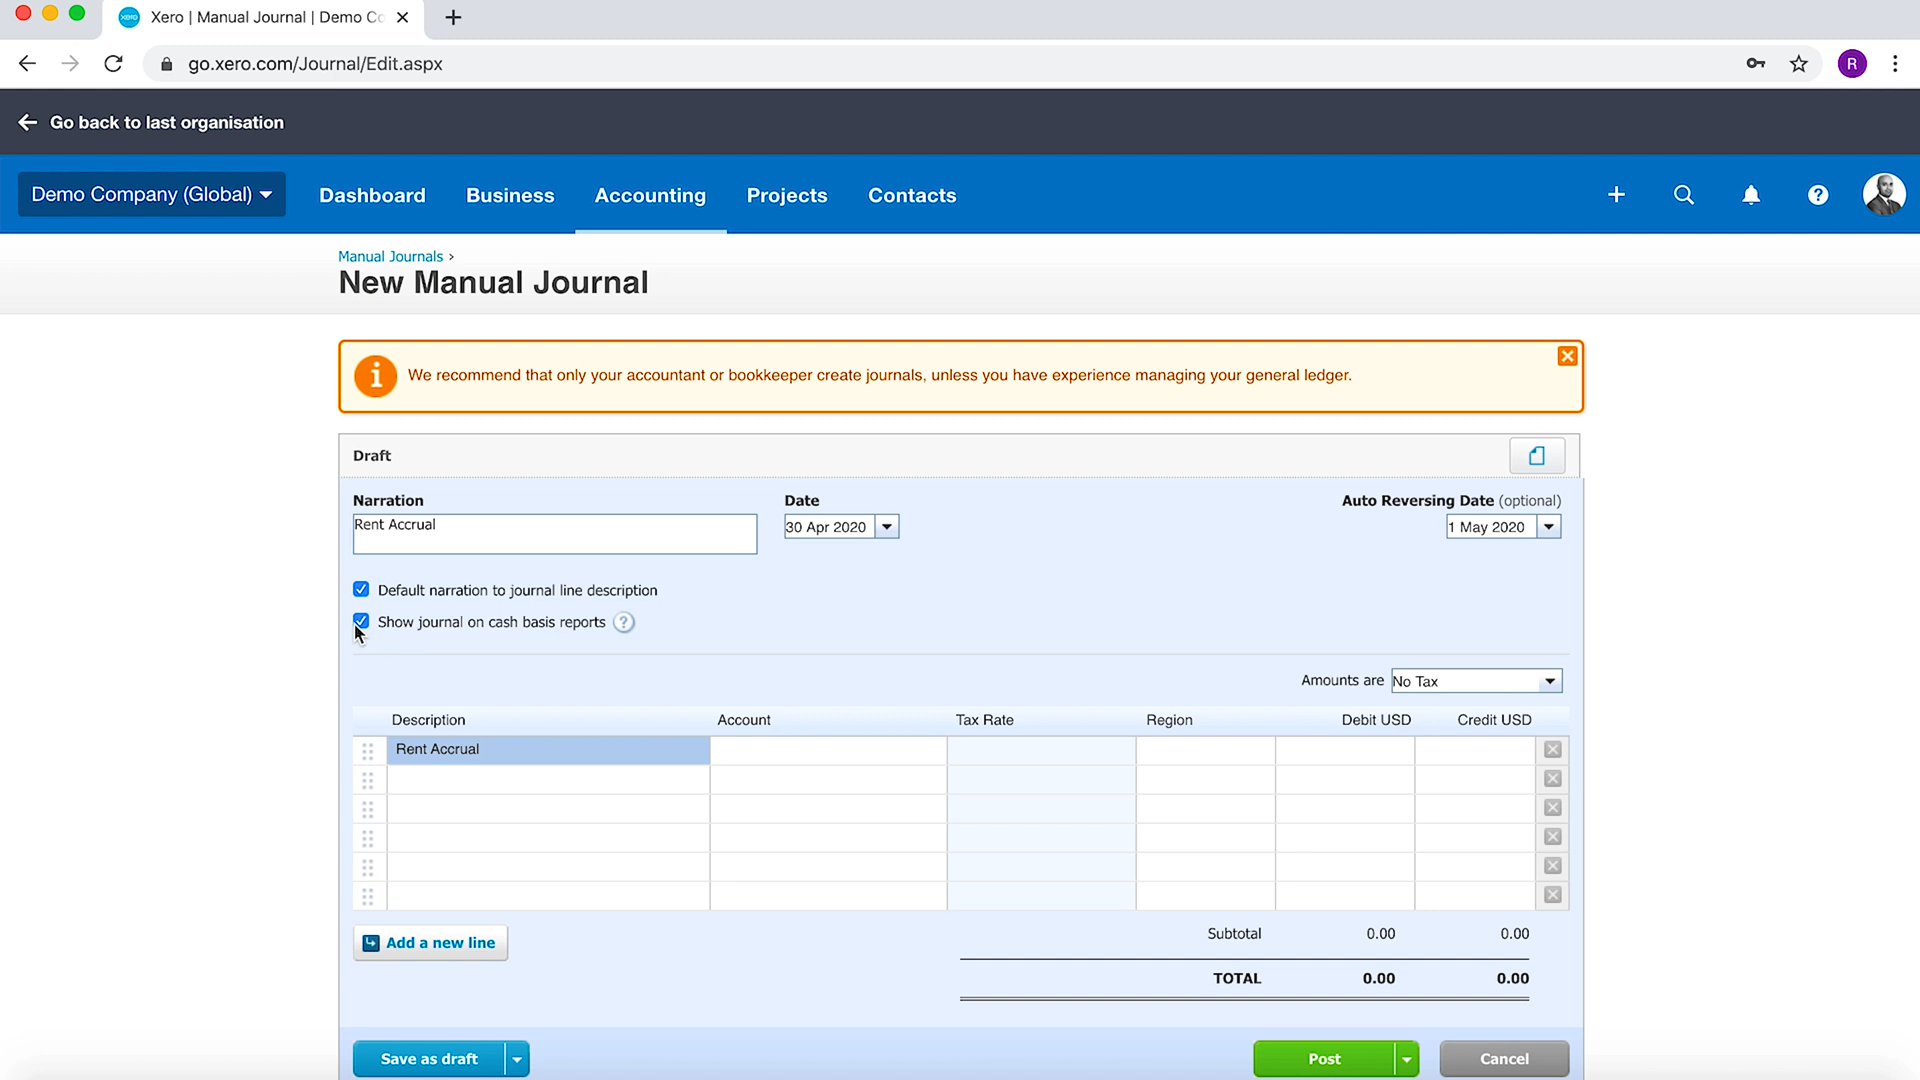 Xero | Manual Journal | Demo Co
go.xero.com/Journal/Edit.aspx
R
Go back to last organisation
Demo Company (Global) Dashboard Business Accounting Projects Contacts
Manual Journals ›
New Manual Journal
We recommend that only your accountant or bookkeeper create journals, unless you have experience managing your general ledger.
Draft
Narration Date Auto Reversing Date (optional)
Rent Accrual 30 Apr 2020 1 May 2020
Default narration to journal line description
Show journal on cash basis reports ?
Amounts are No Tax
Description Account Tax Rate Region Debit USD Credit USD
Rent Accrual
Add a new line
Subtotal 0.00 0.00
TOTAL 0.00 0.00
Save as draft Post Cancel